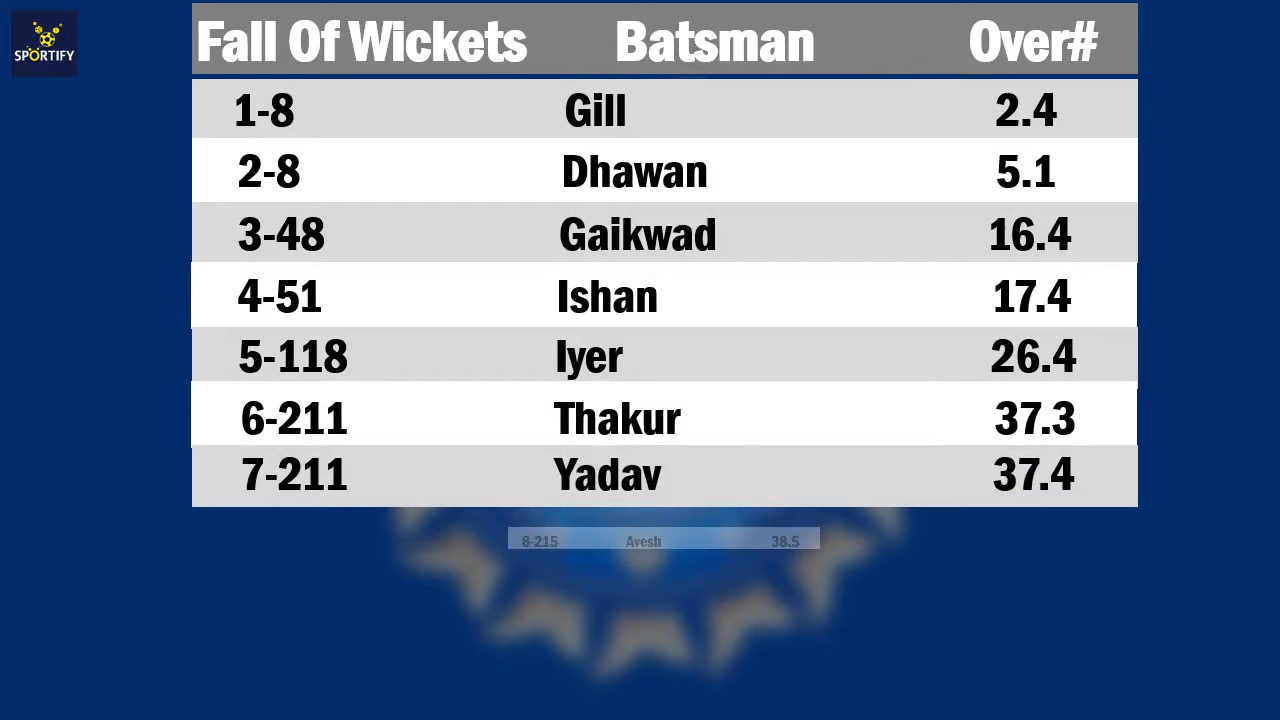 SPORTIFY
Fall Of Wickets Batsman Over#
1-8 Gill 2.4
2-8 Dhawan 5.1
3-48 Gaikwad 16.4
4-51 Ishan 17.4
5-118 Iyer 26.4
6-211 Thakur 37.3
7-211 Yadav 37.4
8-215 Avesh 38.5